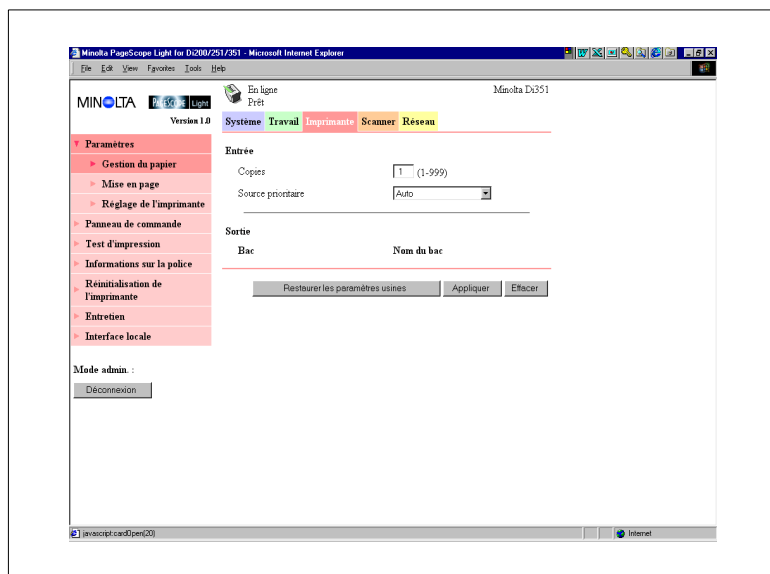 Minolta PageScope Light for Di200/251/351 - Microsoft Internet Explorer
File Edit View Favorites Tools Help
MINOLTA PAGESCOPE Light
Version 1.0
En ligne
Prêt
Minolta Di351
Système Travail Imprimante Scanner Réseau
Paramètres
Gestion du papier
Mise en page
Réglage de l'imprimante
Panneau de commande
Test d'impression
Informations sur la police
Réinitialisation de
l'imprimante
Entretien
Interface locale
Mode admin. :
Déconnexion
Entrée
Copies 1 (1-999)
Source prioritaire Auto
Sortie
Bac Nom du bac
Restaurer les paramètres usines Appliquer Effacer
javascript:cardOpen(20) Internet